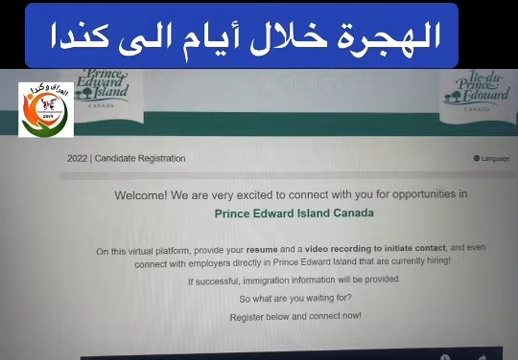 الهجرة خلال أيام الى كندا
Prince Edward Island
CANADA
Île-du-Prince Édouard
CANADA
العراق وكندا
2019
2022 | Candidate Registration
Language
Welcome! We are very excited to connect with you for opportunities in
Prince Edward Island Canada
On this virtual platform, provide your resume and a video recording to initiate contact, and even
connect with employers directly in Prince Edward Island that are currently hiring!
If successful, immigration information will be provided.
So what are you waiting for?
Register below and connect now!